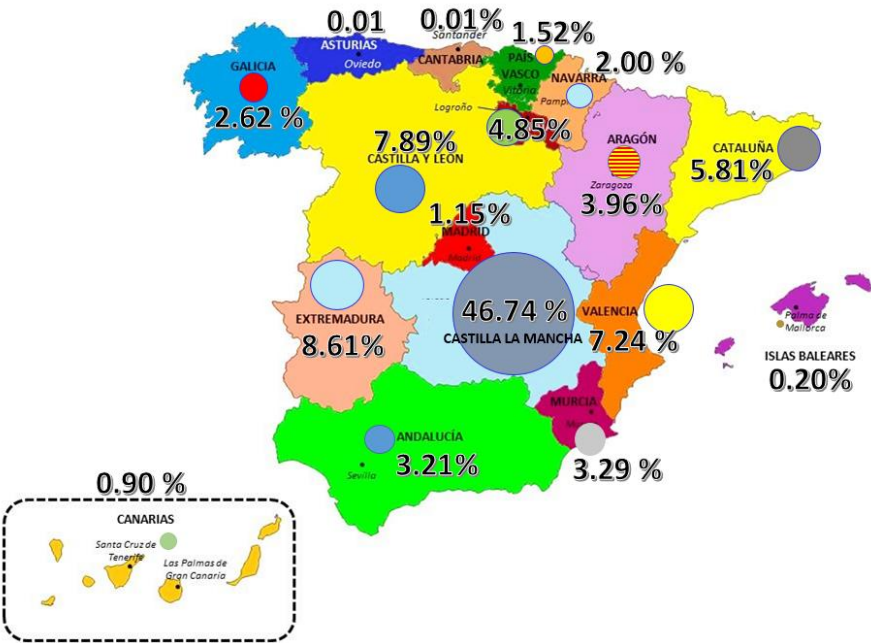 0.01
0.01%
Santander
1.52%
ASTURIAS
Oviedo
CANTABRIA
PAÍS
VASCO
Vitoria
2.00 %
NAVARRA
GALICIA
2.62 %
Logroño
4.85%
7.89%
CASTILLA Y LEÓN
ARAGÓN
Zaragoza
3.96%
CATALUÑA
5.81%
1.15%
MADRID
Madrid
EXTREMADURA
8.61%
46.74 %
CASTILLA LA MANCHA
VALENCIA
7.24 %
Palma de
Mallorca
ISLAS BALEARES
0.20%
MURCIA
3.29 %
ANDALUCÍA
3.21%
Sevilla
0.90 %
CANARIAS
Santa Cruz de
Tenerife
Las Palmas de
Gran Canaria